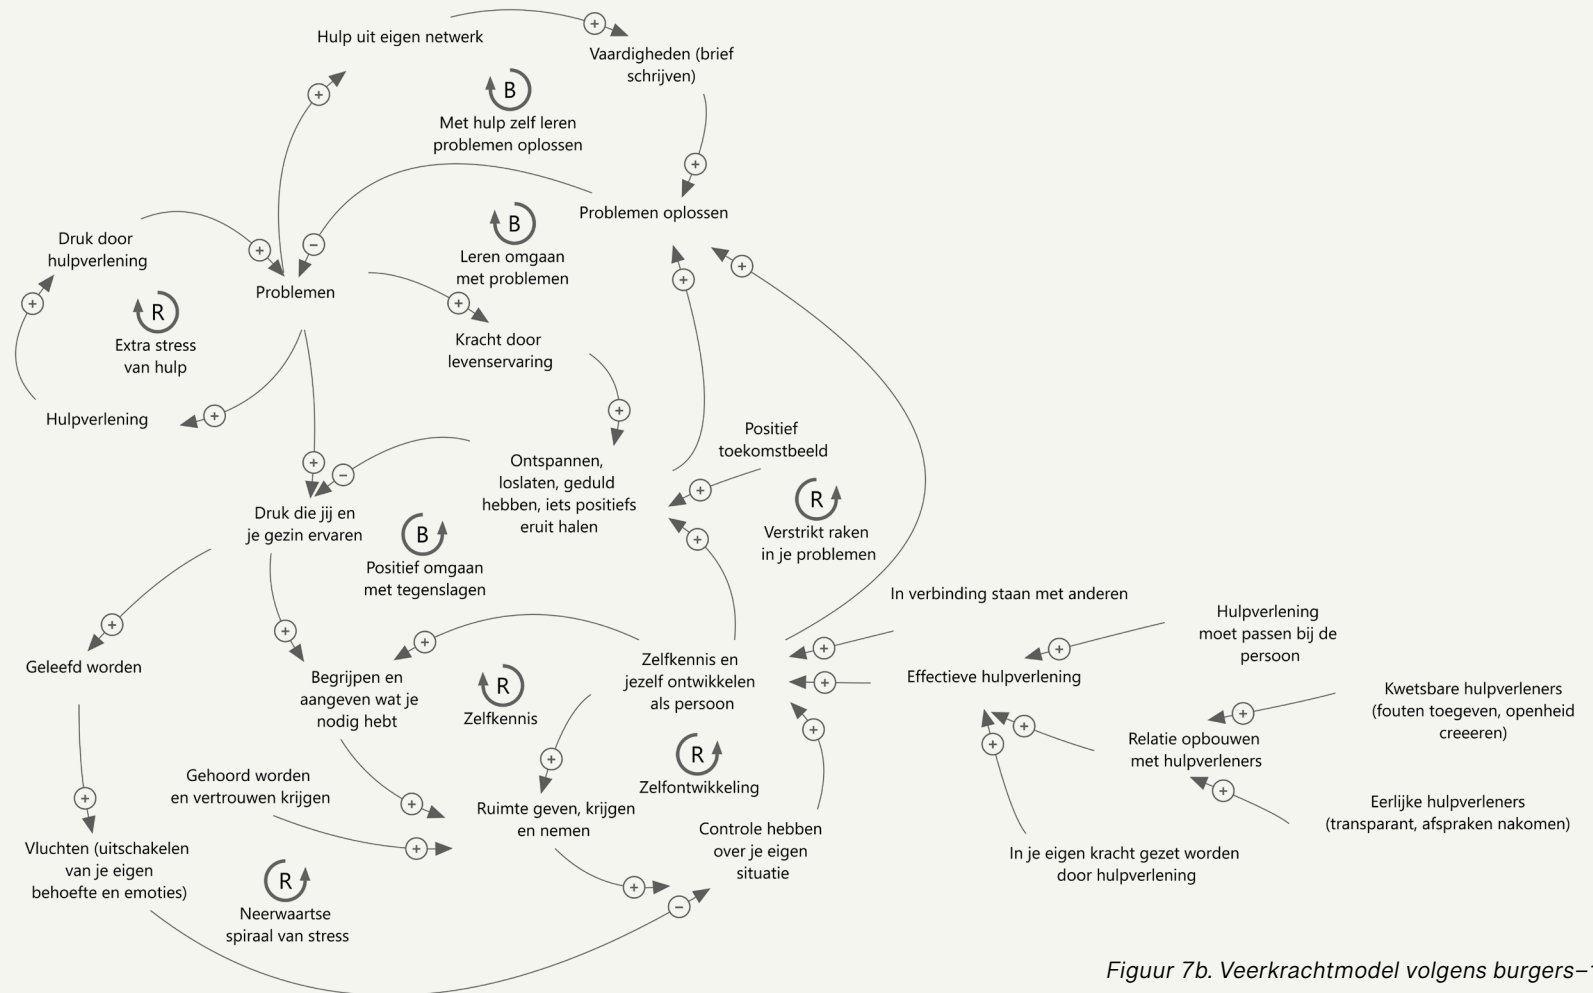 Hulp uit eigen netwerk
+
Vaardigheden (brief
schrijven)
+
B
Met hulp zelf leren
problemen oplossen
+
Problemen oplossen
B
Leren omgaan
met problemen
Druk door
hulpverlening
+
−
+
+
Problemen
+
R
Extra stress
van hulp
+
Kracht door
levenservaring
Hulpverlening
+
+
Positief
toekomstbeeld
Ontspannen,
loslaten, geduld
hebben, iets positiefs
eruit halen
+
−
+
R
Verstrikt raken
in je problemen
Druk die jij en
je gezin ervaren
B
Positief omgaan
met tegenslagen
+
In verbinding staan met anderen
Hulpverlening
moet passen bij de
persoon
+
+
+
+
+
Geleefd worden
Begrijpen en
aangeven wat je
nodig hebt
R
Zelfkennis
Zelfkennis en
jezelf ontwikkelen
als persoon
+
Effectieve hulpverlening
Kwetsbare hulpverleners
(fouten toegeven, openheid
creeeren)
+
+
+
+
Relatie opbouwen
met hulpverleners
R
Zelfontwikkeling
+
Gehoord worden
en vertrouwen krijgen
+
+
+
Ruimte geven, krijgen
en nemen
+
Eerlijke hulpverleners
(transparant, afspraken nakomen)
Controle hebben
over je eigen
situatie
Vluchten (uitschakelen
van je eigen
behoefte en emoties)
+
In je eigen kracht gezet worden
door hulpverlening
R
Neerwaartse
spiraal van stress
+
−
Figuur 7b. Veerkrachtmodel volgens burgers–